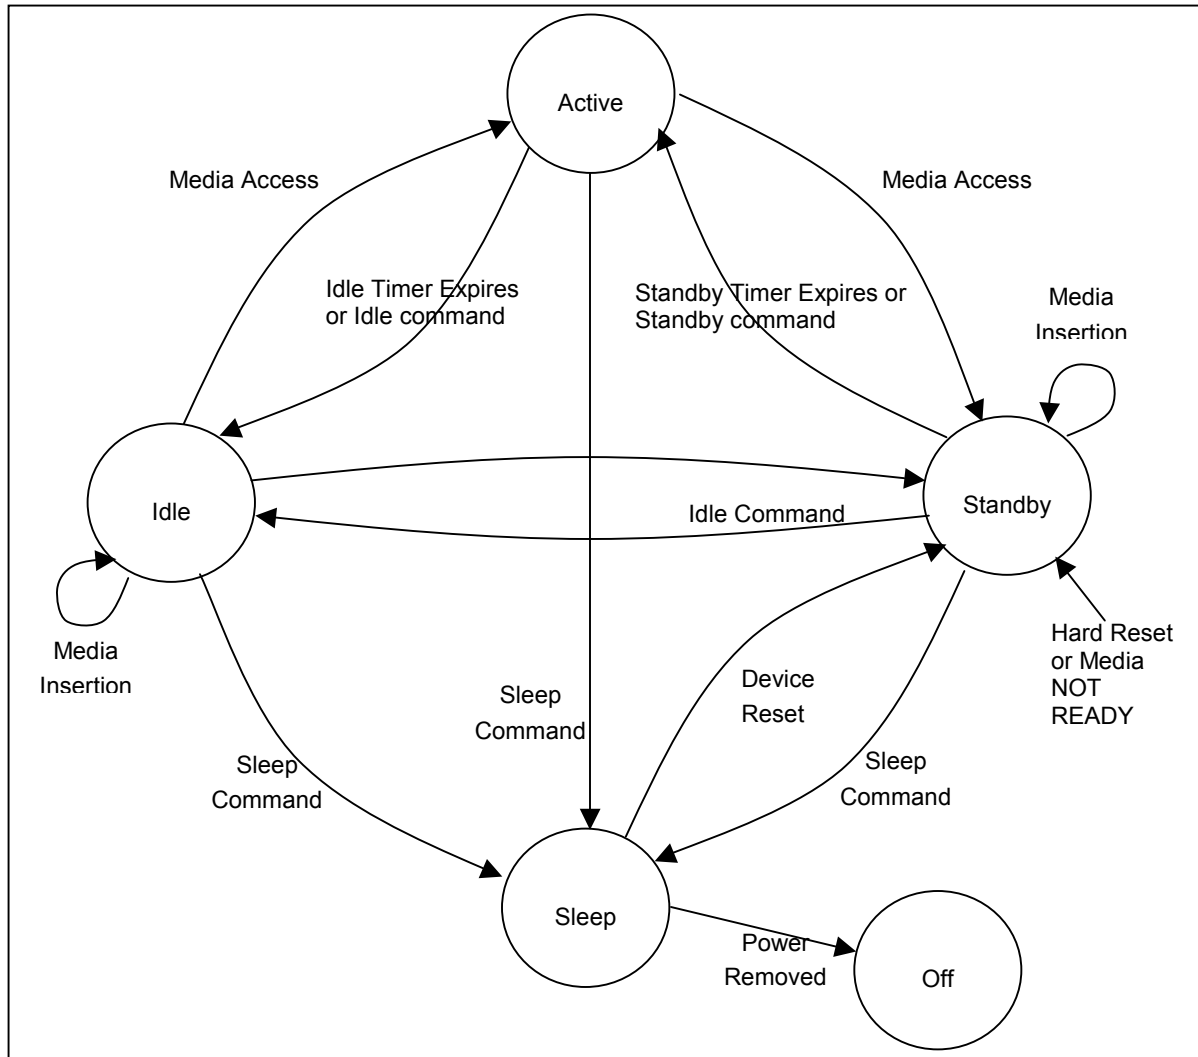 Active
Media Access
Media Access
Idle Timer Expires
or Idle command
Standby Timer Expires or
Standby command
Media
Insertion
Idle
Idle Command
Standby
Media
Insertion
Hard Reset
or Media
NOT
READY
Device
Reset
Sleep
Command
Sleep
Command
Sleep
Command
Sleep
Power
Removed
Off